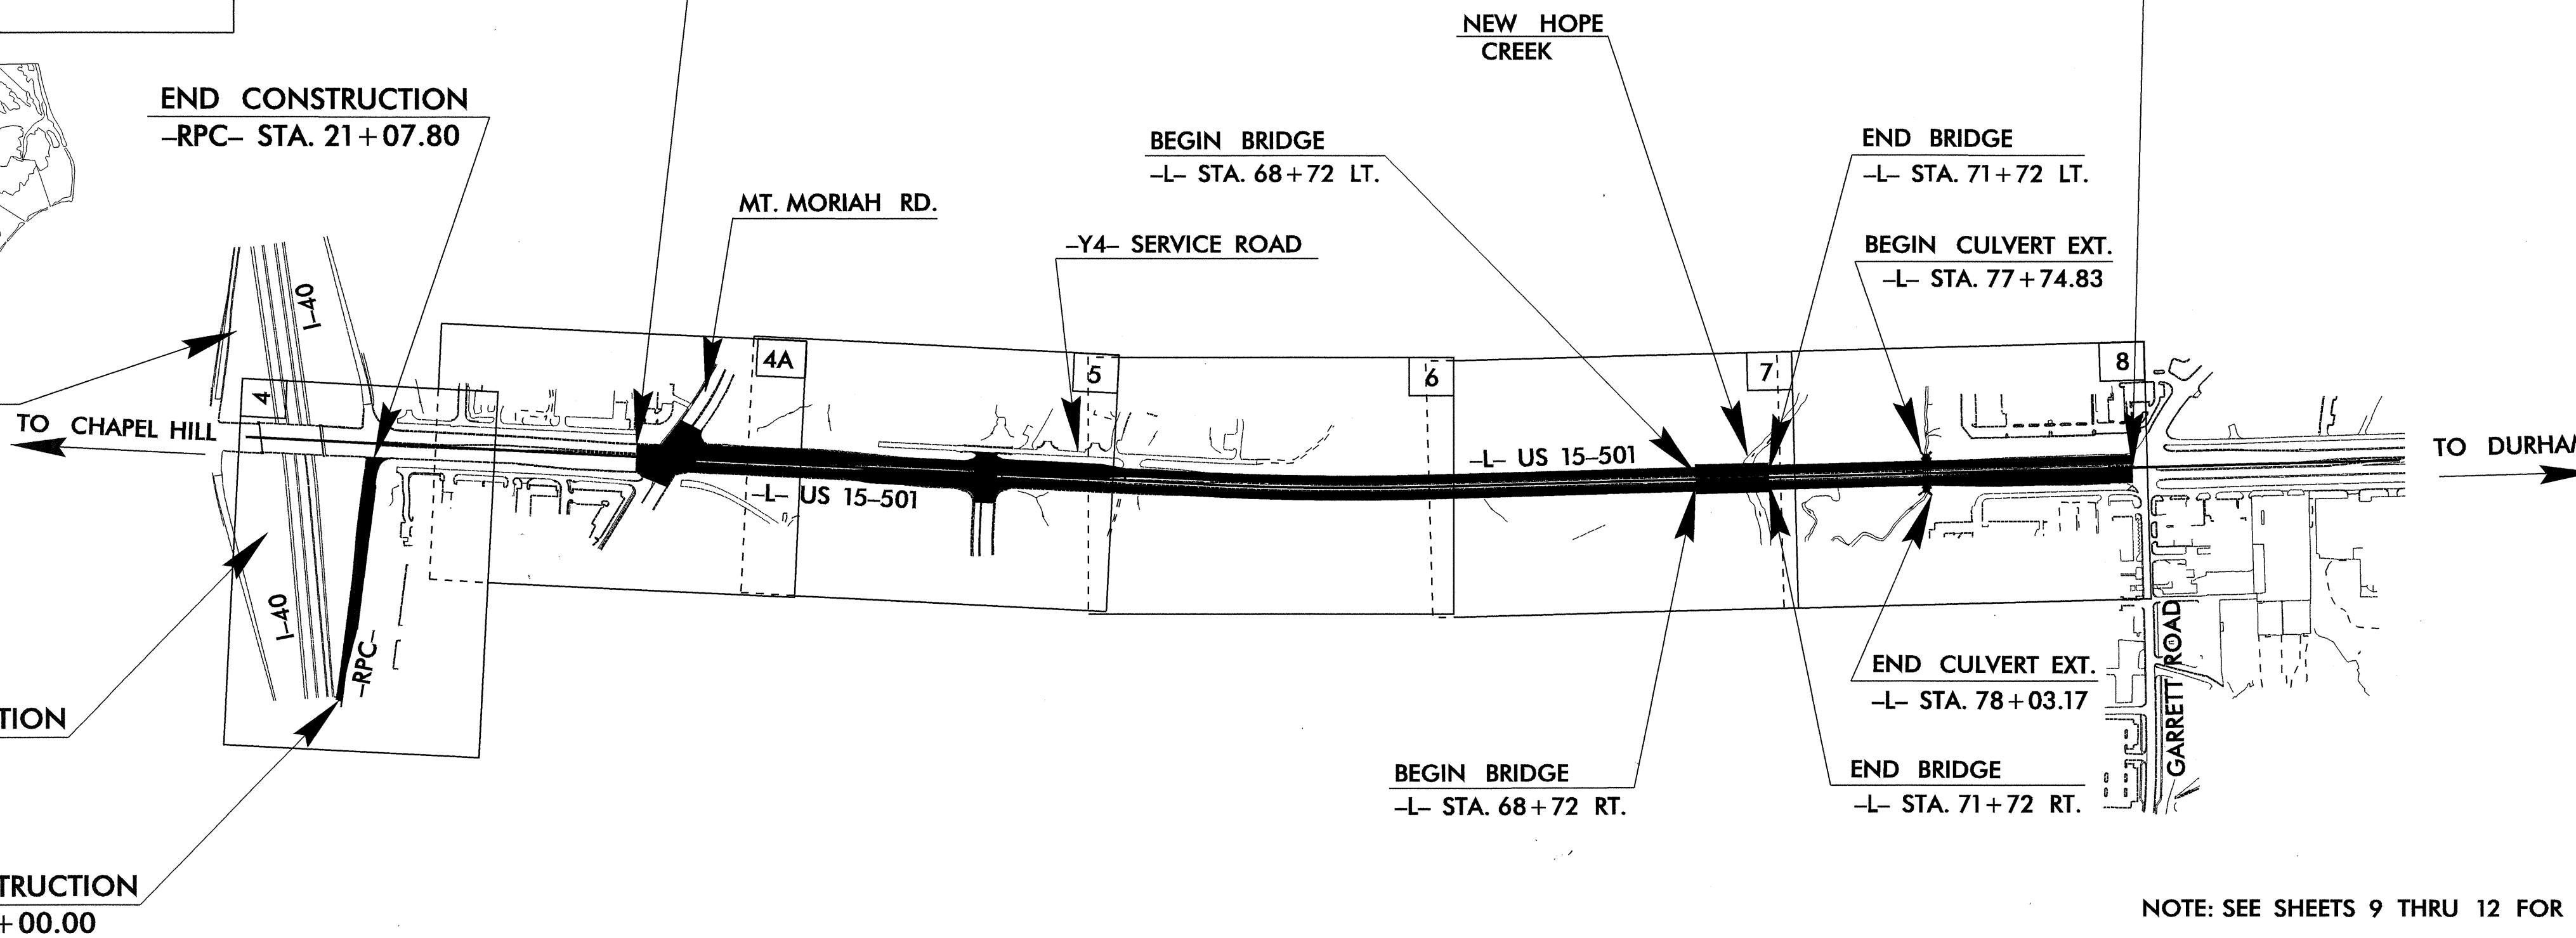 NEW HOPE
CREEK
END CONSTRUCTION
–RPC– STA. 21+07.80
BEGIN BRIDGE
–L– STA. 68+72 LT.
END BRIDGE
–L– STA. 71+72 LT.
MT. MORIAH RD.
–Y4– SERVICE ROAD
BEGIN CULVERT EXT.
–L– STA. 77+74.83
I–40
4A
5
6
7
8
4
TO CHAPEL HILL
–L– US 15–501
–L– US 15–501
TO DURHA
I–40
–RPC–
GARRETT ROAD
END CULVERT EXT.
–L– STA. 78+03.17
TION
BEGIN BRIDGE
–L– STA. 68+72 RT.
END BRIDGE
–L– STA. 71+72 RT.
TRUCTION
+00.00
NOTE: SEE SHEETS 9 THRU 12 FOR